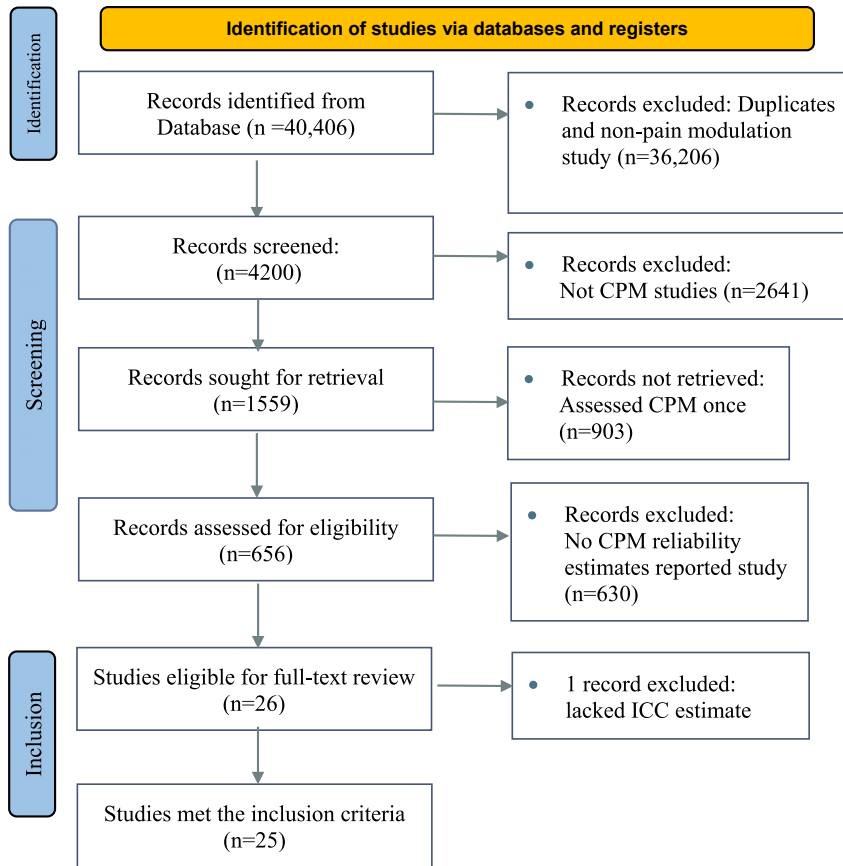 Identification of studies via databases and registers
Identification
Records identified from
Database (n =40,406)
• Records excluded: Duplicates
and non-pain modulation
study (n=36,206)
Screening
Records screened:
(n=4200)
• Records excluded:
Not CPM studies (n=2641)
Records sought for retrieval
(n=1559)
• Records not retrieved:
Assessed CPM once
(n=903)
Records assessed for eligibility
(n=656)
• Records excluded:
No CPM reliability
estimates reported study
(n=630)
Inclusion
Studies eligible for full-text review
(n=26)
• 1 record excluded:
lacked ICC estimate
Studies met the inclusion criteria
(n=25)